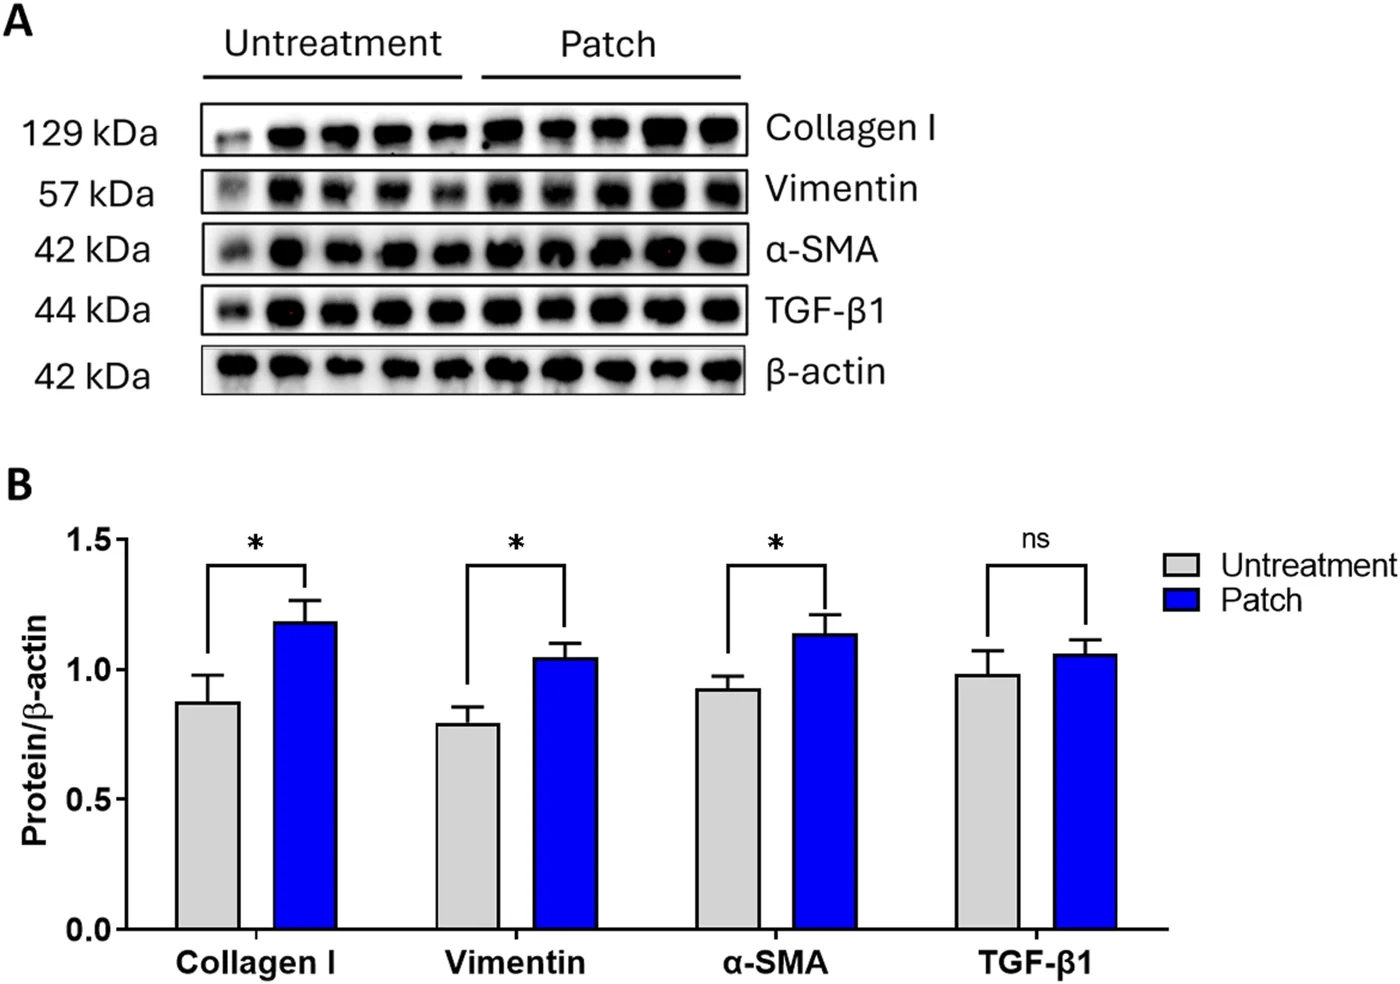 A
Untreatment Patch
129 kDa Collagen I
57 kDa Vimentin
42 kDa α-SMA
44 kDa TGF-β1
42 kDa β-actin
B
Protein/β-actin
1.5
1.0
0.5
0.0
* * * ns
Untreatment
Patch
Collagen I Vimentin α-SMA TGF-β1